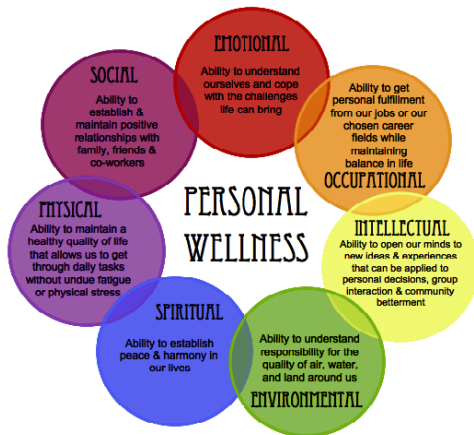 EMOTIONAL
Ability to understand
ourselves and cope
with the challenges
life can bring
SOCIAL
Ability to
establish &
maintain positive
relationships with
family, friends &
co-workers
Ability to get
personal fulfillment
from our jobs or our
chosen career
fields while
maintaining
balance in life
OCCUPATIONAL
PERSONAL
WELLNESS
PHYSICAL
Ability to maintain a
healthy quality of life
that allows us to get
through daily tasks
without undue fatigue
or physical stress
INTELLECTUAL
Ability to open our minds to
new ideas & experiences
that can be applied to
personal decisions, group
interaction & community
betterment
SPIRITUAL
Ability to establish
peace & harmony in
our lives
Ability to understand
responsibility for the
quality of air, water,
and land around us
ENVIRONMENTAL